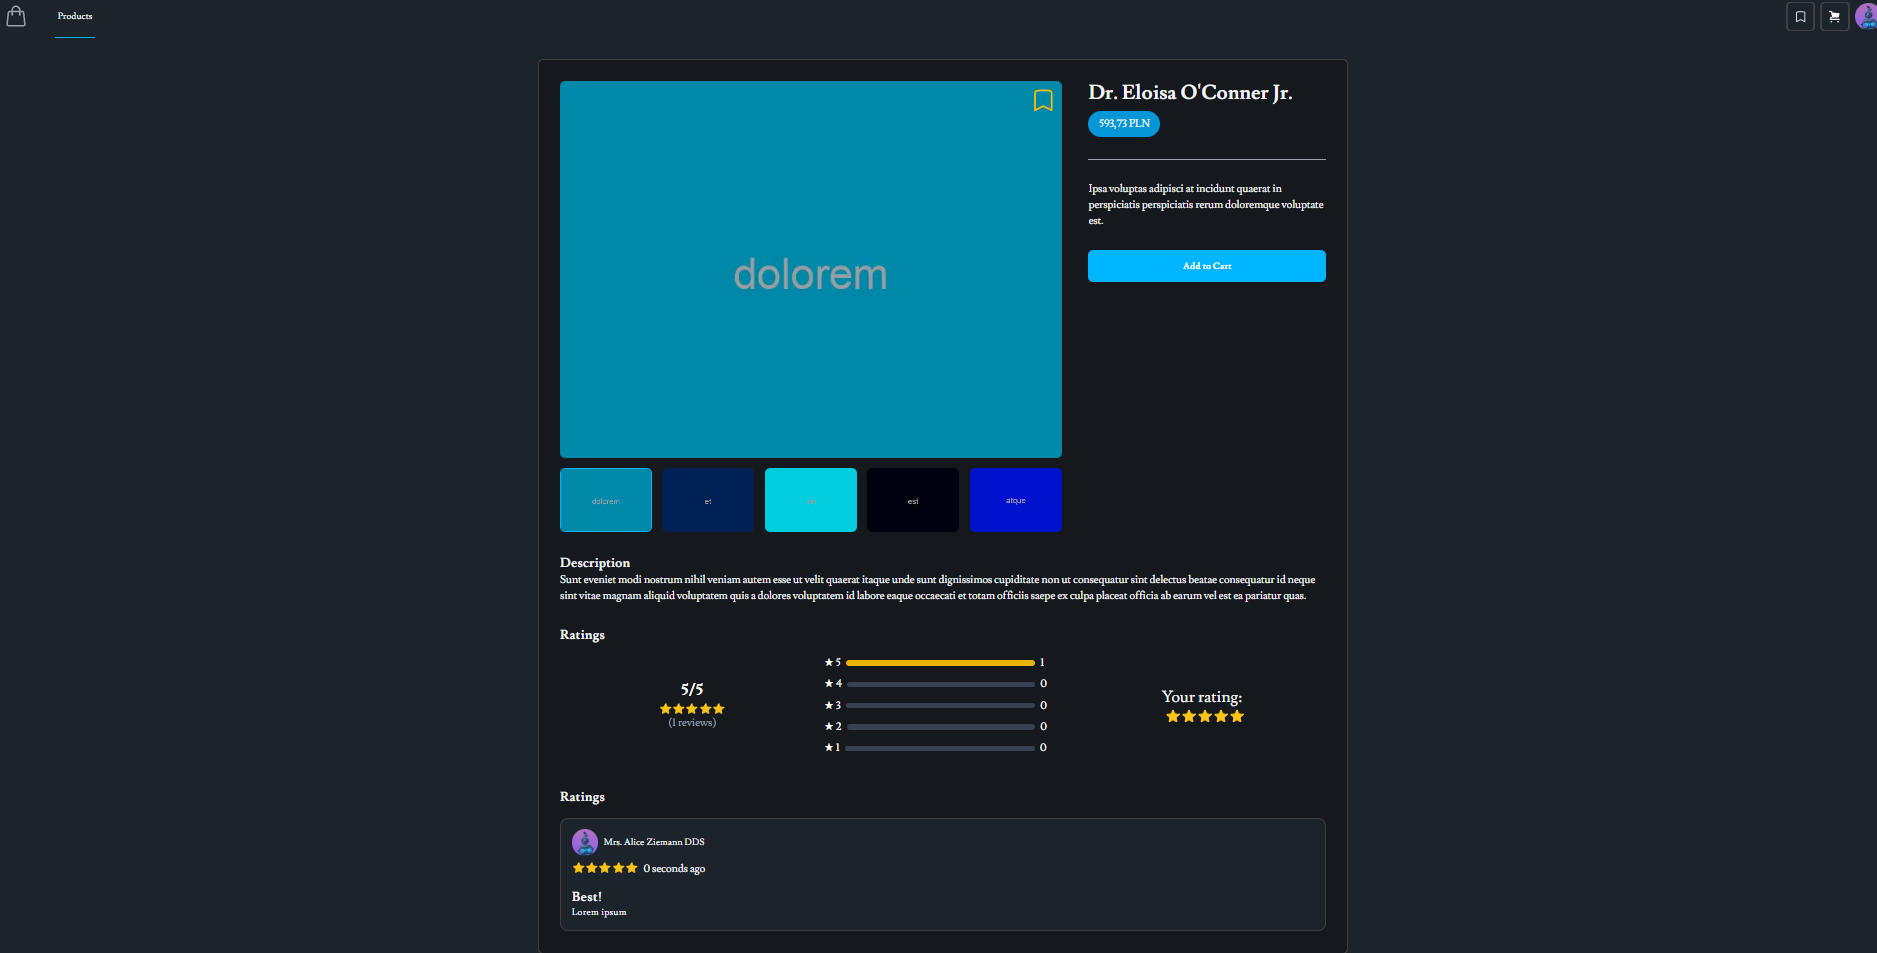 Products
Dr. Eloisa O'Conner Jr.
593,73 PLN
Ipsa voluptas adipisci at incidunt quaerat in
perspiciatis perspiciatis rerum doloremque voluptate
est.
Add to Cart
dolorem
dolorem
et
est
atque
Description
Sunt eveniet modi nostrum nihil veniam autem esse ut velit quaerat itaque unde sunt dignissimos cupiditate non ut consequatur sint delectus beatae consequatur id neque
sint vitae magnam aliquid voluptatem quis a dolores voluptatem id labore eaque occaecati et totam officiis saepe ex culpa placeat officia ab earum vel est ea pariatur quas.
Ratings
5/5
(1 reviews)
★ 5 1
★ 4 0
★ 3 0
★ 2 0
★ 1 0
Your rating:
Ratings
Mrs. Alice Ziemann DDS
0 seconds ago
Best!
Lorem ipsum